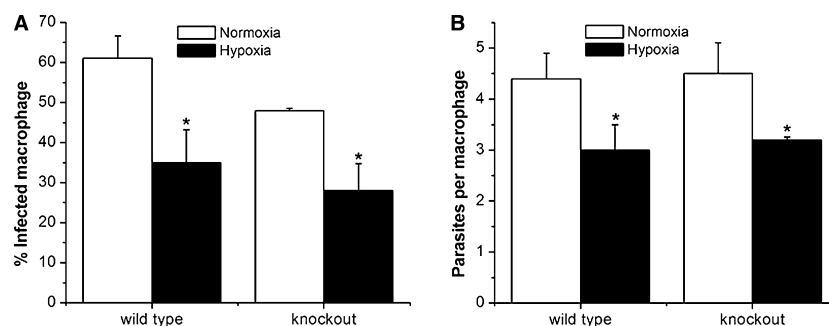 A
70
60
50
40
30
20
10
0
% Infected macrophage
Normoxia
Hypoxia
*
*
wild type
knockout
B
5
4
3
2
1
0
Parasites per macrophage
Normoxia
Hypoxia
*
*
wild type
knockout